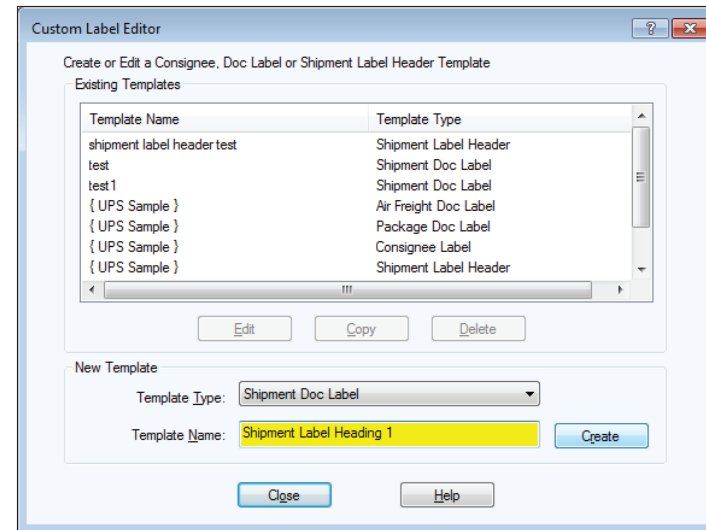 Custom Label Editor
Create or Edit a Consignee, Doc Label or Shipment Label Header Template
Existing Templates
Template Name Template Type
shipment label header test Shipment Label Header
test Shipment Doc Label
test1 Shipment Doc Label
{ UPS Sample } Air Freight Doc Label
{ UPS Sample } Package Doc Label
{ UPS Sample } Consignee Label
{ UPS Sample } Shipment Label Header
Edit Copy Delete
New Template
Template Type: Shipment Doc Label
Template Name: Shipment Label Heading 1 Create
Close Help